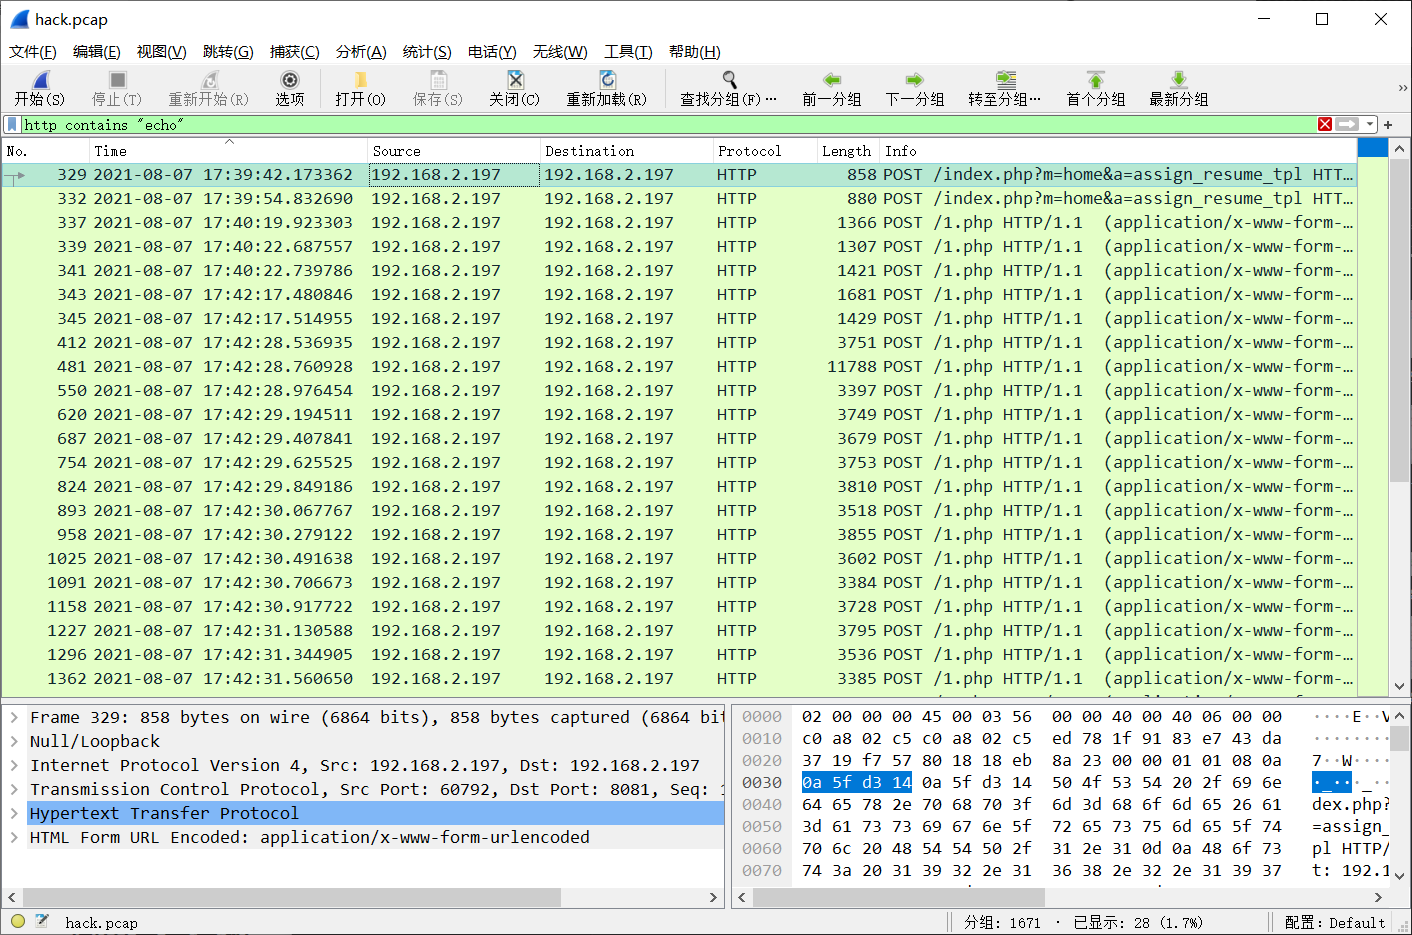 hack.pcap
文件(F) 编辑(E) 视图(V) 跳转(G) 捕获(C) 分析(A) 统计(S) 电话(Y) 无线(W) 工具(T) 帮助(H)
开始(S) 停止(T) 重新开始(R) 选项 打开(O) 保存(S) 关闭(C) 重新加载(R) 查找分组(F)··· 前一分组 下一分组 转至分组··· 首个分组 最新分组
http contains "echo"
No. Time Source Destination Protocol Length Info
329 2021-08-07 17:39:42.173362 192.168.2.197 192.168.2.197 HTTP 858 POST /index.php?m=home&a=assign_resume_tpl HTT…
332 2021-08-07 17:39:54.832690 192.168.2.197 192.168.2.197 HTTP 880 POST /index.php?m=home&a=assign_resume_tpl HTT…
337 2021-08-07 17:40:19.923303 192.168.2.197 192.168.2.197 HTTP 1366 POST /1.php HTTP/1.1 (application/x-www-form-…
339 2021-08-07 17:40:22.687557 192.168.2.197 192.168.2.197 HTTP 1307 POST /1.php HTTP/1.1 (application/x-www-form-…
341 2021-08-07 17:40:22.739786 192.168.2.197 192.168.2.197 HTTP 1421 POST /1.php HTTP/1.1 (application/x-www-form-…
343 2021-08-07 17:42:17.480846 192.168.2.197 192.168.2.197 HTTP 1681 POST /1.php HTTP/1.1 (application/x-www-form-…
345 2021-08-07 17:42:17.514955 192.168.2.197 192.168.2.197 HTTP 1429 POST /1.php HTTP/1.1 (application/x-www-form-…
412 2021-08-07 17:42:28.536935 192.168.2.197 192.168.2.197 HTTP 3751 POST /1.php HTTP/1.1 (application/x-www-form-…
481 2021-08-07 17:42:28.760928 192.168.2.197 192.168.2.197 HTTP 11788 POST /1.php HTTP/1.1 (application/x-www-form-…
550 2021-08-07 17:42:28.976454 192.168.2.197 192.168.2.197 HTTP 3397 POST /1.php HTTP/1.1 (application/x-www-form-…
620 2021-08-07 17:42:29.194511 192.168.2.197 192.168.2.197 HTTP 3749 POST /1.php HTTP/1.1 (application/x-www-form-…
687 2021-08-07 17:42:29.407841 192.168.2.197 192.168.2.197 HTTP 3679 POST /1.php HTTP/1.1 (application/x-www-form-…
754 2021-08-07 17:42:29.625525 192.168.2.197 192.168.2.197 HTTP 3753 POST /1.php HTTP/1.1 (application/x-www-form-…
824 2021-08-07 17:42:29.849186 192.168.2.197 192.168.2.197 HTTP 3810 POST /1.php HTTP/1.1 (application/x-www-form-…
893 2021-08-07 17:42:30.067767 192.168.2.197 192.168.2.197 HTTP 3518 POST /1.php HTTP/1.1 (application/x-www-form-…
958 2021-08-07 17:42:30.279122 192.168.2.197 192.168.2.197 HTTP 3855 POST /1.php HTTP/1.1 (application/x-www-form-…
1025 2021-08-07 17:42:30.491638 192.168.2.197 192.168.2.197 HTTP 3602 POST /1.php HTTP/1.1 (application/x-www-form-…
1091 2021-08-07 17:42:30.706673 192.168.2.197 192.168.2.197 HTTP 3384 POST /1.php HTTP/1.1 (application/x-www-form-…
1158 2021-08-07 17:42:30.917722 192.168.2.197 192.168.2.197 HTTP 3728 POST /1.php HTTP/1.1 (application/x-www-form-…
1227 2021-08-07 17:42:31.130588 192.168.2.197 192.168.2.197 HTTP 3795 POST /1.php HTTP/1.1 (application/x-www-form-…
1296 2021-08-07 17:42:31.344905 192.168.2.197 192.168.2.197 HTTP 3536 POST /1.php HTTP/1.1 (application/x-www-form-…
1362 2021-08-07 17:42:31.560650 192.168.2.197 192.168.2.197 HTTP 3385 POST /1.php HTTP/1.1 (application/x-www-form-…
Frame 329: 858 bytes on wire (6864 bits), 858 bytes captured (6864 bit
Null/Loopback
Internet Protocol Version 4, Src: 192.168.2.197, Dst: 192.168.2.197
Transmission Control Protocol, Src Port: 60792, Dst Port: 8081, Seq: 1
Hypertext Transfer Protocol
HTML Form URL Encoded: application/x-www-form-urlencoded
0000 02 00 00 00 45 00 03 56 00 00 40 00 40 06 00 00 ····E··V
0010 c0 a8 02 c5 c0 a8 02 c5 ed 78 1f 91 83 e7 43 da ········
0020 37 19 f7 57 80 18 18 eb 8a 23 00 00 01 01 08 0a 7··W····
0030 0a 5f d3 14 0a 5f d3 14 50 4f 53 54 20 2f 69 6e ·_···_··
0040 64 65 78 2e 70 68 70 3f 6d 3d 68 6f 6d 65 26 61 dex.php?
0050 3d 61 73 73 69 67 6e 5f 72 65 73 75 6d 65 5f 74 =assign_
0060 70 6c 20 48 54 54 50 2f 31 2e 31 0d 0a 48 6f 73 pl HTTP/
0070 74 3a 20 31 39 32 2e 31 36 38 2e 32 2e 31 39 37 t: 192.1
hack.pcap 分组: 1671 · 已显示: 28 (1.7%) 配置: Default